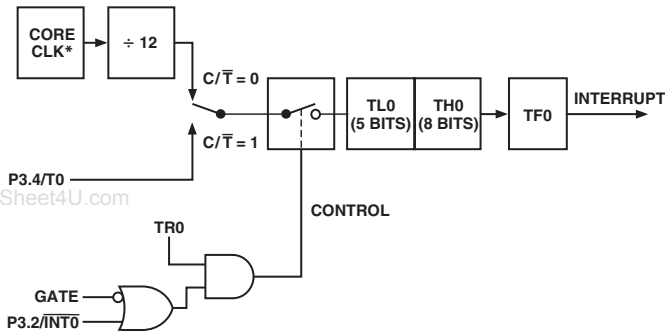 CORE
CLK*
÷ 12
C/T̅ = 0
C/T̅ = 1
TL0
(5 BITS)
TH0
(8 BITS)
TF0
INTERRUPT
P3.4/T0
Sheet4U.com
CONTROL
TR0
GATE
P3.2/I̅N̅T̅0̅